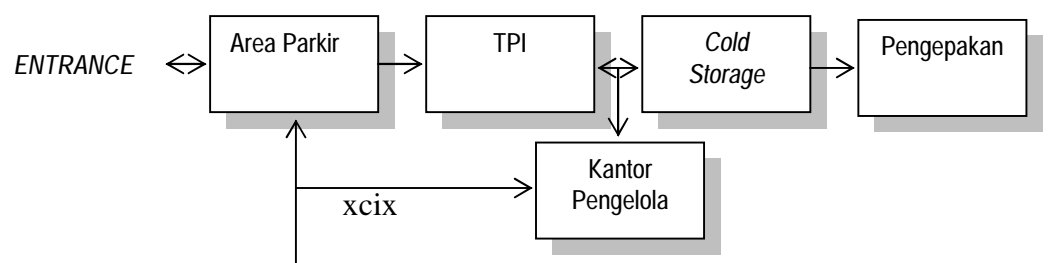 ENTRANCE
Area Parkir
TPI
Cold
Storage
Pengepakan
Kantor
Pengelola
xcix